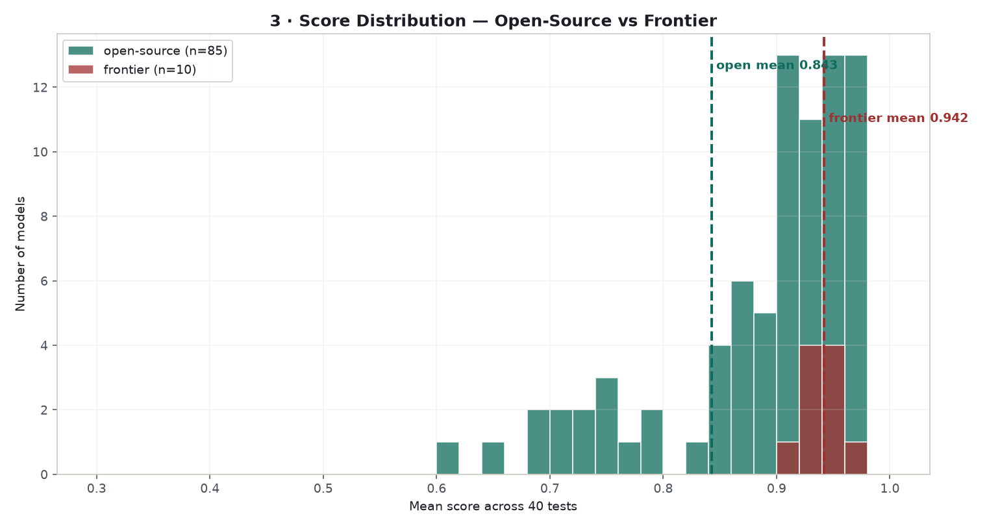 3 · Score Distribution — Open-Source vs Frontier
open-source (n=85)
frontier (n=10)
open mean 0.843
frontier mean 0.942
Number of models
12
10
8
6
4
2
0
0.3 0.4 0.5 0.6 0.7 0.8 0.9 1.0
Mean score across 40 tests